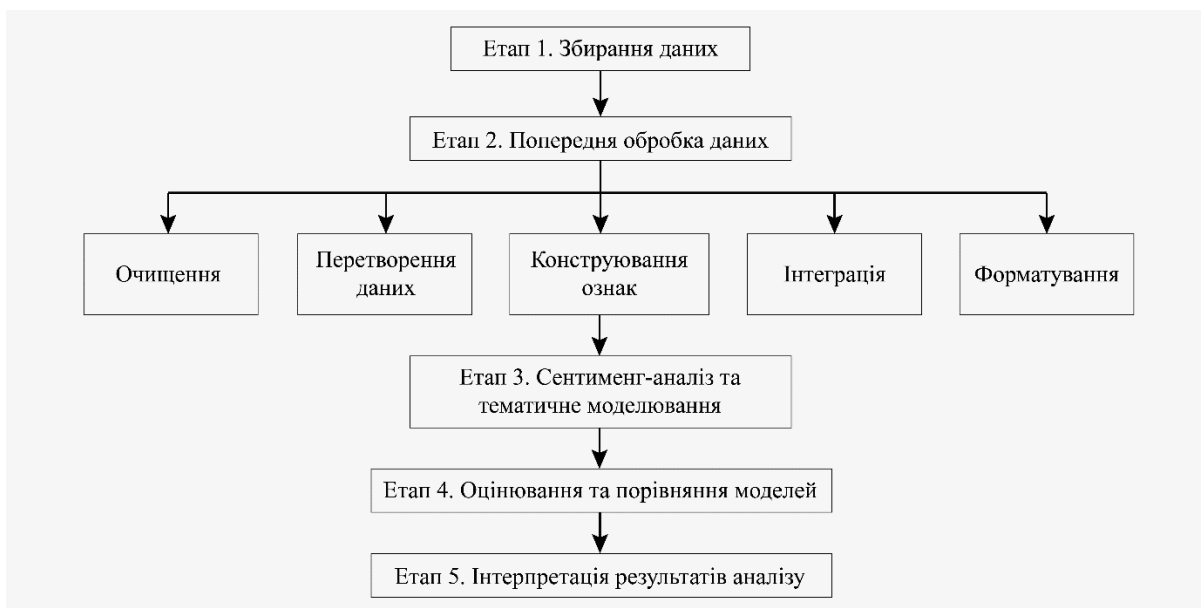 Етап 1. Збирання даних
Етап 2. Попередня обробка даних
Очищення
Перетворення
даних
Конструювання
ознак
Інтеграція
Форматування
Етап 3. Сентименг-аналіз та
тематичне моделювання
Етап 4. Оцінювання та порівняння моделей
Етап 5. Інтерпретація результатів аналізу